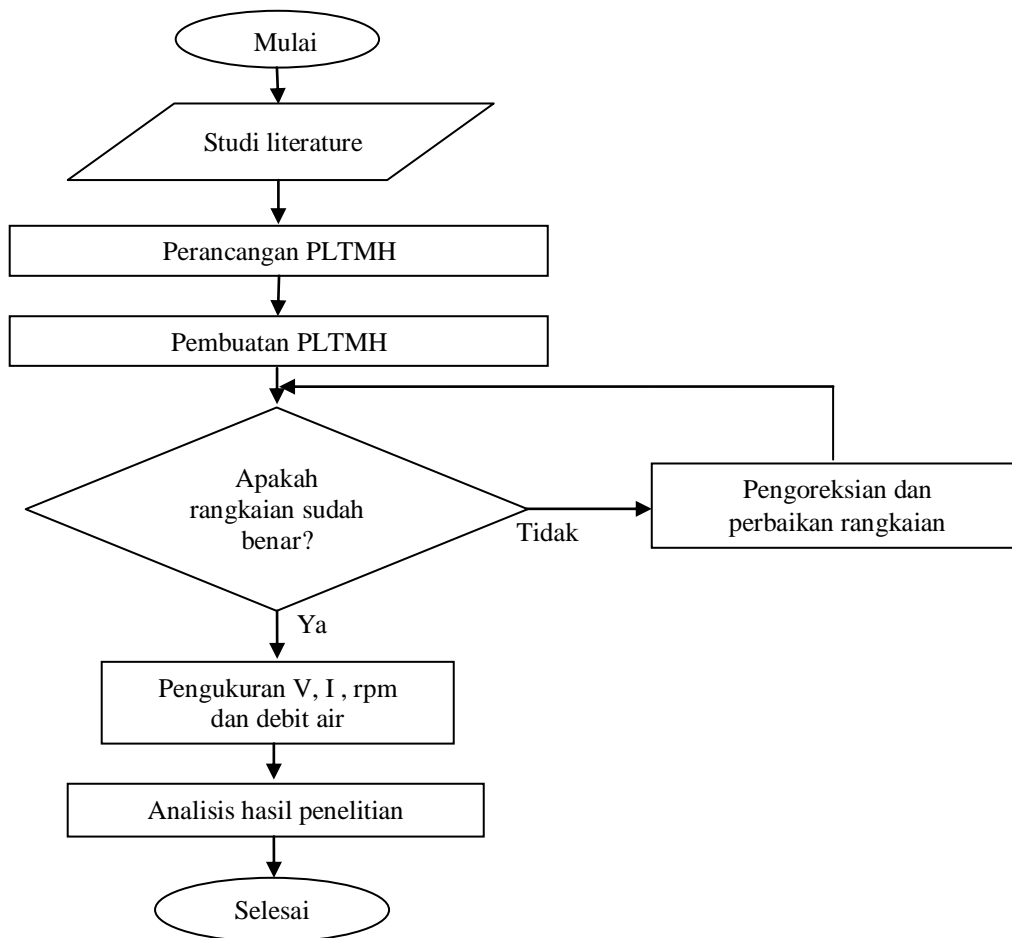 Mulai
Studi literature
Perancangan PLTMH
Pembuatan PLTMH
Apakah
rangkaian sudah
benar?
Tidak
Pengoreksian dan
perbaikan rangkaian
Ya
Pengukuran V, I , rpm
dan debit air
Analisis hasil penelitian
Selesai